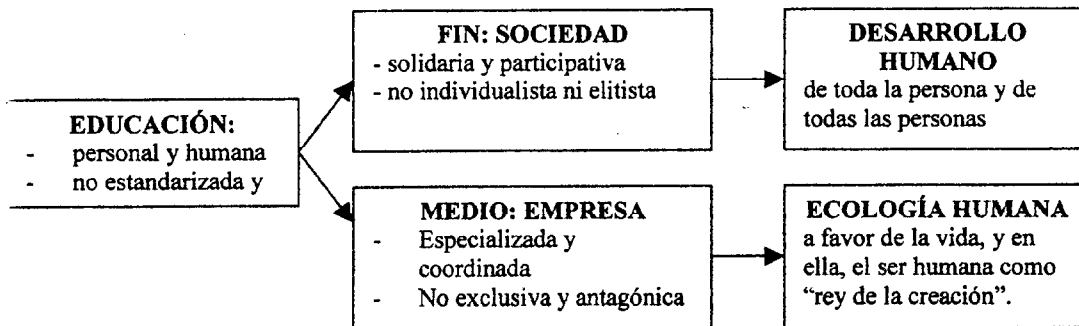 EDUCACIÓN:
- personal y humana
- no estandarizada y
FIN: SOCIEDAD
- solidaria y participativa
- no individualista ni elitista
DESARROLLO
HUMANO
de toda la persona y de
todas las personas
MEDIO: EMPRESA
- Especializada y
coordinada
- No exclusiva y antagónica
ECOLOGÍA HUMANA
a favor de la vida, y en
ella, el ser humana como
“rey de la creación”.